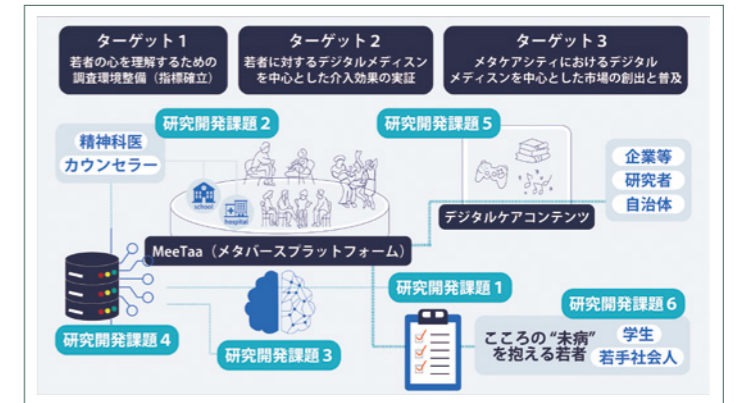 ターゲット1
若者の心を理解するための
調査環境整備（指標確立）
ターゲット2
若者に対するデジタルメディスン
を中心とした介入効果の実証
ターゲット3
メタケアシティにおけるデジタル
メディスンを中心とした市場の創出と普及
研究開発課題2
精神科医
カウンセラー
school
hospital
MeeTaa（メタバースプラットフォーム）
研究開発課題5
デジタルケアコンテンツ
企業等
研究者
自治体
研究開発課題4
研究開発課題3
研究開発課題1
研究開発課題6
こころの“未病”
を抱える若者
学生
若手社会人